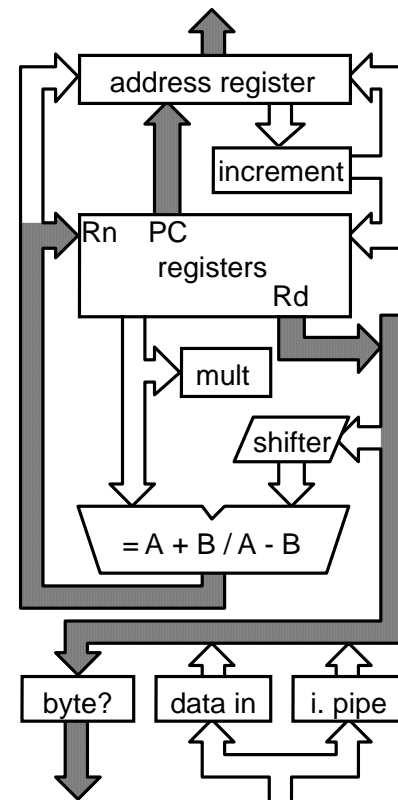 address register
increment
Rn PC
registers
Rd
mult
shifter
= A + B / A - B
byte? data in i. pipe